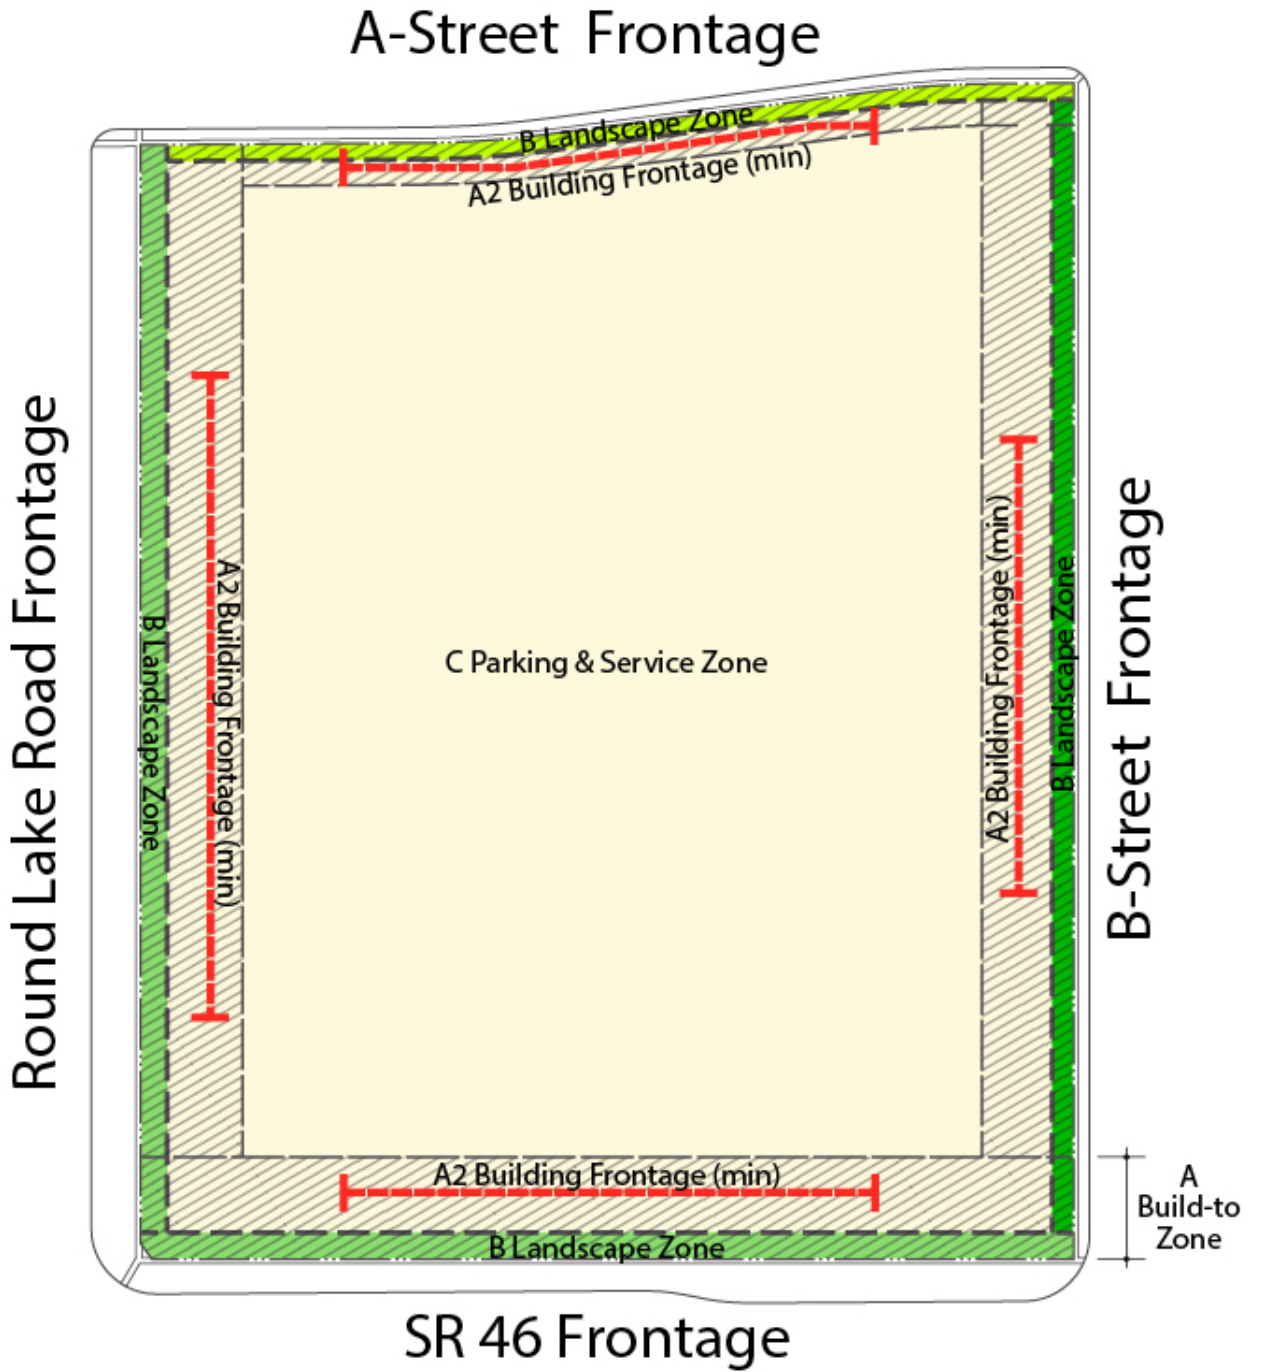 A-Street Frontage
B Landscape Zone
A2 Building Frontage (min)
Round Lake Road Frontage
B Landscape Zone
A2 Building Frontage (min)
C Parking & Service Zone
A2 Building Frontage (min)
B Landscape Zone
B-Street Frontage
A2 Building Frontage (min)
B Landscape Zone
A
Build-to
Zone
SR 46 Frontage